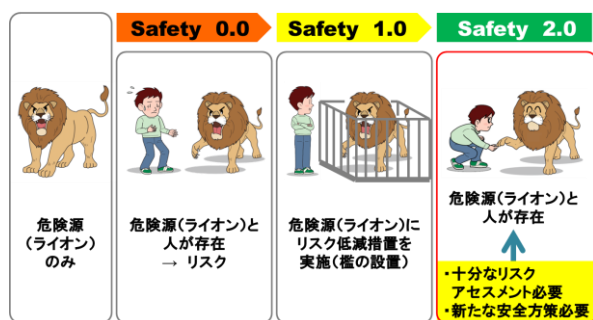 Safety 0.0
Safety 1.0
Safety 2.0
危険源
(ライオン)
のみ
危険源(ライオン)と
人が存在
→ リスク
危険源(ライオン)に
リスク低減措置を
実施(檻の設置)
危険源(ライオン)と
人が存在
・十分なリスク
アセスメント必要
・新たな安全方策必要